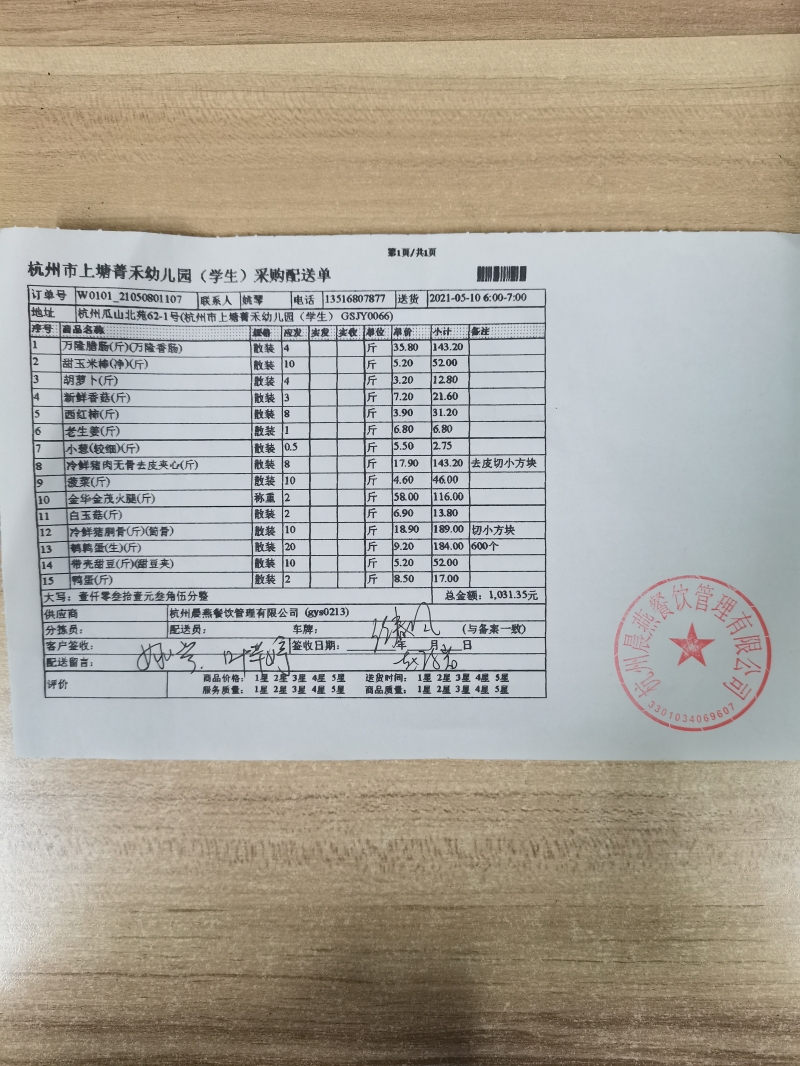 第1页/共1页
杭州市上塘菁禾幼儿园（学生）采购配送单
订单号 W0101_21050801107 联系人 姚琴 电话 13516807877 送货 2021-05-10 6:00-7:00
地址 杭州瓜山北苑62-1号(杭州市上塘菁禾幼儿园（学生） GSJY0066)
序号 商品名称 规格 应发 实发 实收 单位 单价 小计 备注
1 万隆腊肠(斤)(万隆香肠) 散装 4 斤 35.80 143.20
2 甜玉米棒(净)(斤) 散装 10 斤 5.20 52.00
3 胡萝卜(斤) 散装 4 斤 3.20 12.80
4 新鲜香菇(斤) 散装 3 斤 7.20 21.60
5 西红柿(斤) 散装 8 斤 3.90 31.20
6 老生姜(斤) 散装 1 斤 6.80 6.80
7 小葱(较细)(斤) 散装 0.5 斤 5.50 2.75
8 冷鲜猪肉无骨去皮夹心(斤) 散装 8 斤 17.90 143.20 去皮切小方块
9 菠菜(斤) 散装 10 斤 4.60 46.00
10 金华金茂火腿(斤) 称重 2 斤 58.00 116.00
11 白玉菇(斤) 散装 2 斤 6.90 13.80
12 冷鲜猪胴骨(斤)(筒骨) 散装 10 斤 18.90 189.00 切小方块
13 鹌鹑蛋(生)(斤) 散装 20 斤 9.20 184.00 600个
14 带壳甜豆(斤)(甜豆夹) 散装 10 斤 5.20 52.00
15 鸭蛋(斤) 散装 2 斤 8.50 17.00
大写：壹仟零叁拾壹元叁角伍分整 总金额：1,031.35元
供应商 杭州晨燕餐饮管理有限公司 (gys0213)
分拣员： 配送员： 车牌： (与备案一致)
客户签收： 签收日期： 年 月 日
配送留言：
评价 商品价格： 1星 2星 3星 4星 5星 送货时间： 1星 2星 3星 4星 5星
服务质量： 1星 2星 3星 4星 5星 商品质量： 1星 2星 3星 4星 5星
杭州晨燕餐饮管理有限公司
3301034069607